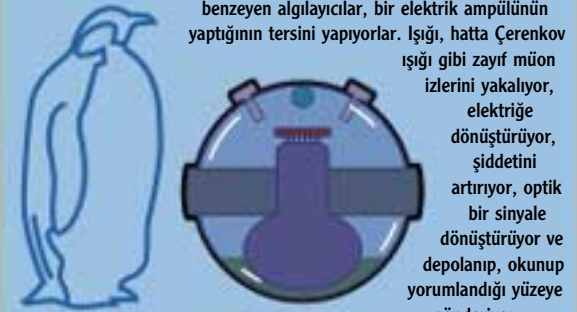 benzeyen algılayıcılar, bir elektrik ampülünün
yaptığının tersini yapıyorlar. Işığı, hatta Çerenkov
ışığı gibi zayıf müon
izlerini yakalıyor,
elektriğe
dönüştürüyor,
şiddetini
artırıyor, optik
bir sinyale
dönüştürüyor ve
depolanıp, okunup
yorumlandığı yüzeye